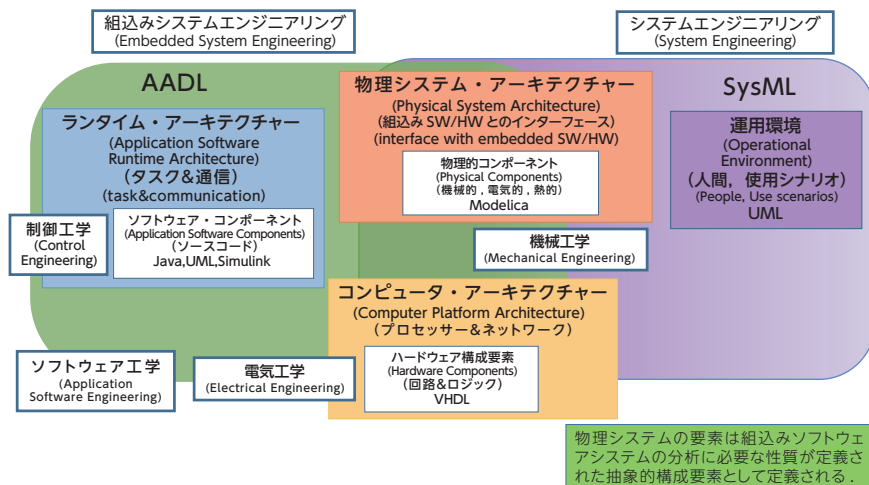 組込みシステムエンジニアリング
(Embedded System Engineering)
システムエンジニアリング
(System Engineering)
AADL
SysML
ランタイム・アーキテクチャー
(Application Software
Runtime Architecture)
(タスク&通信)
(task&communication)
ソフトウェア・コンポーネント
(Application Software Components)
(ソースコード)
Java,UML,Simulink
制御工学
(Control
Engineering)
物理システム・アーキテクチャー
(Physical System Architecture)
(組込み SW/HW とのインターフェース)
(interface with embedded SW/HW)
物理的コンポーネント
(Physical Components)
(機械的 , 電気的 , 熱的)
Modelica
運用環境
(Operational
Environment)
(人間，使用シナリオ)
(People, Use scenarios)
UML
機械工学
(Mechanical Engineering)
コンピュータ・アーキテクチャー
(Computer Platform Architecture)
(プロセッサー&ネットワーク)
ハードウェア構成要素
(Hardware Components)
(回路&ロジック)
VHDL
ソフトウェア工学
(Application
Software Engineering)
電気工学
(Electrical Engineering)
物理システムの要素は組込みソフトウェ
アシステムの分析に必要な性質が定義さ
れた抽象的構成要素として定義される .